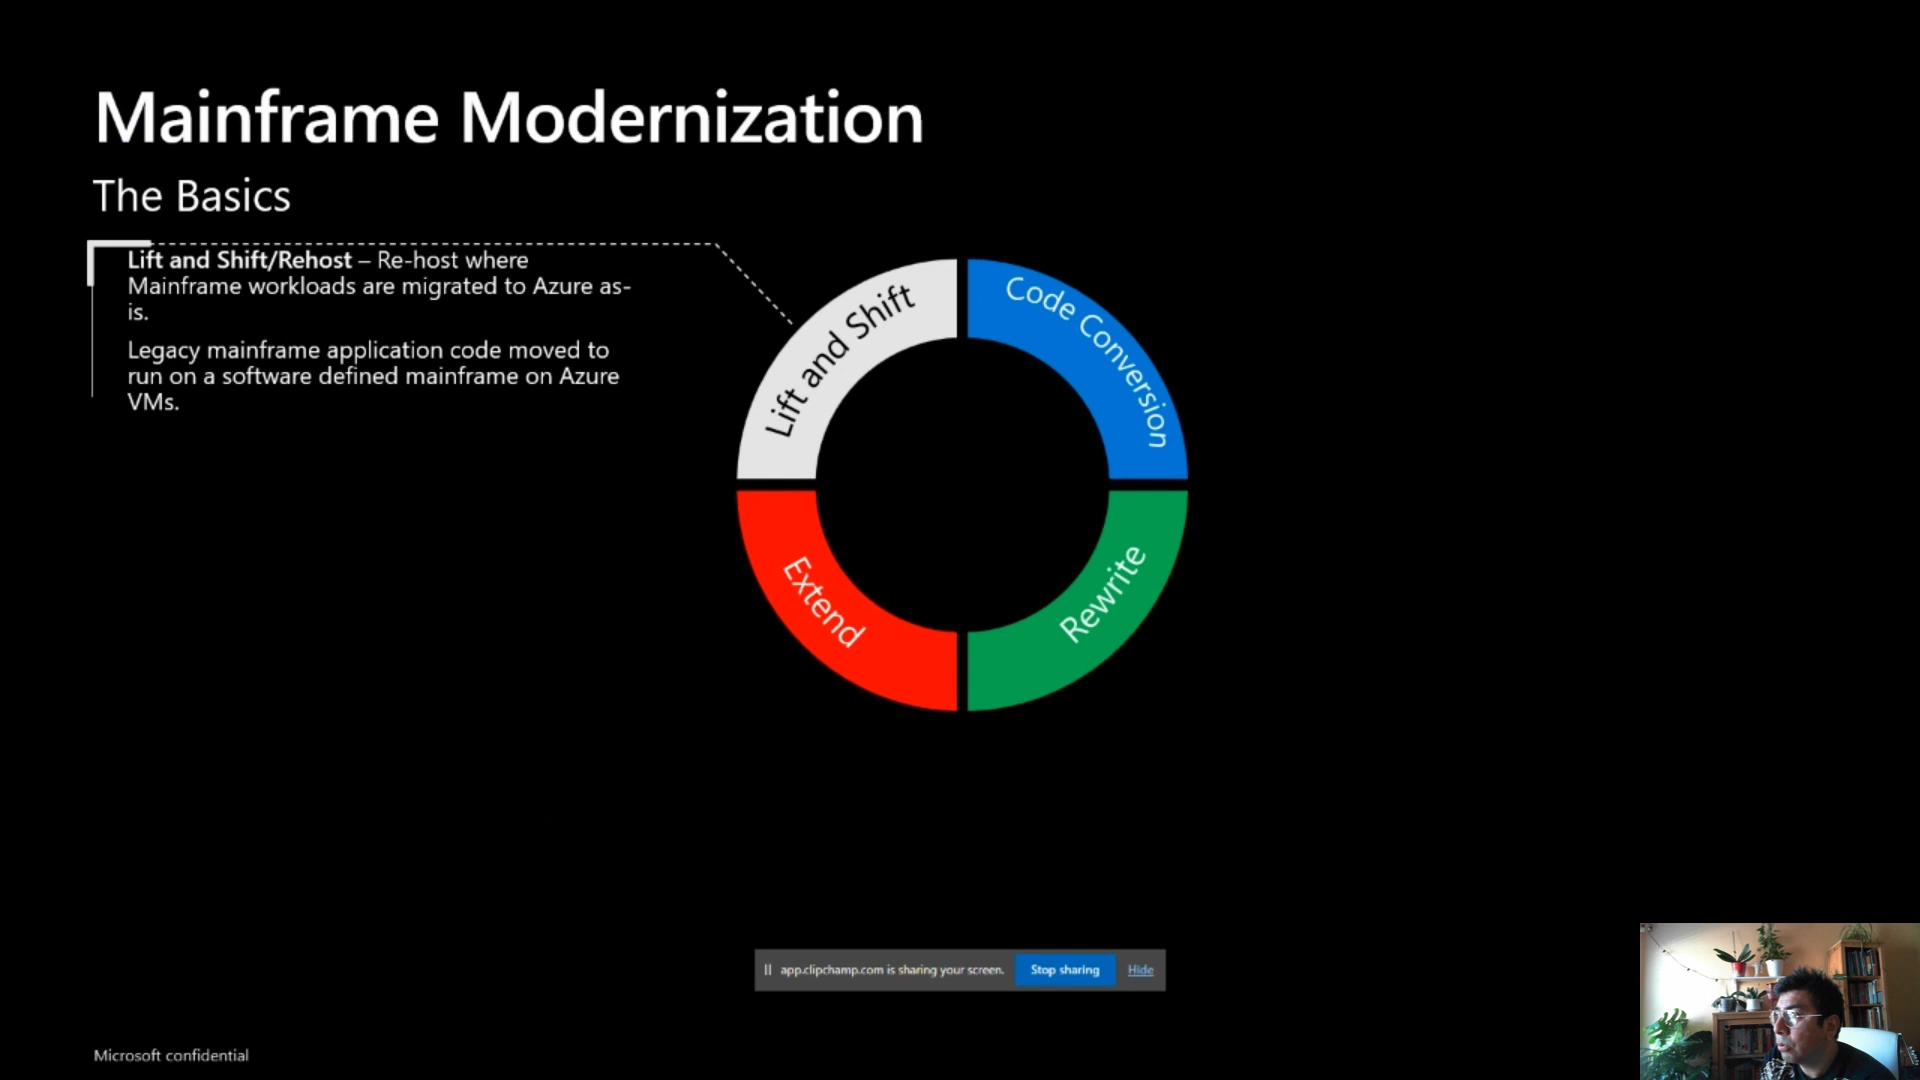 Mainframe Modernization
The Basics
Lift and Shift/Rehost – Re-host where
Mainframe workloads are migrated to Azure as-
is.
Legacy mainframe application code moved to
run on a software defined mainframe on Azure
VMs.
Lift and Shift
Code Conversion
Extend
Rewrite
app.clipchamp.com is sharing your screen.
Stop sharing
Hide
Microsoft confidential